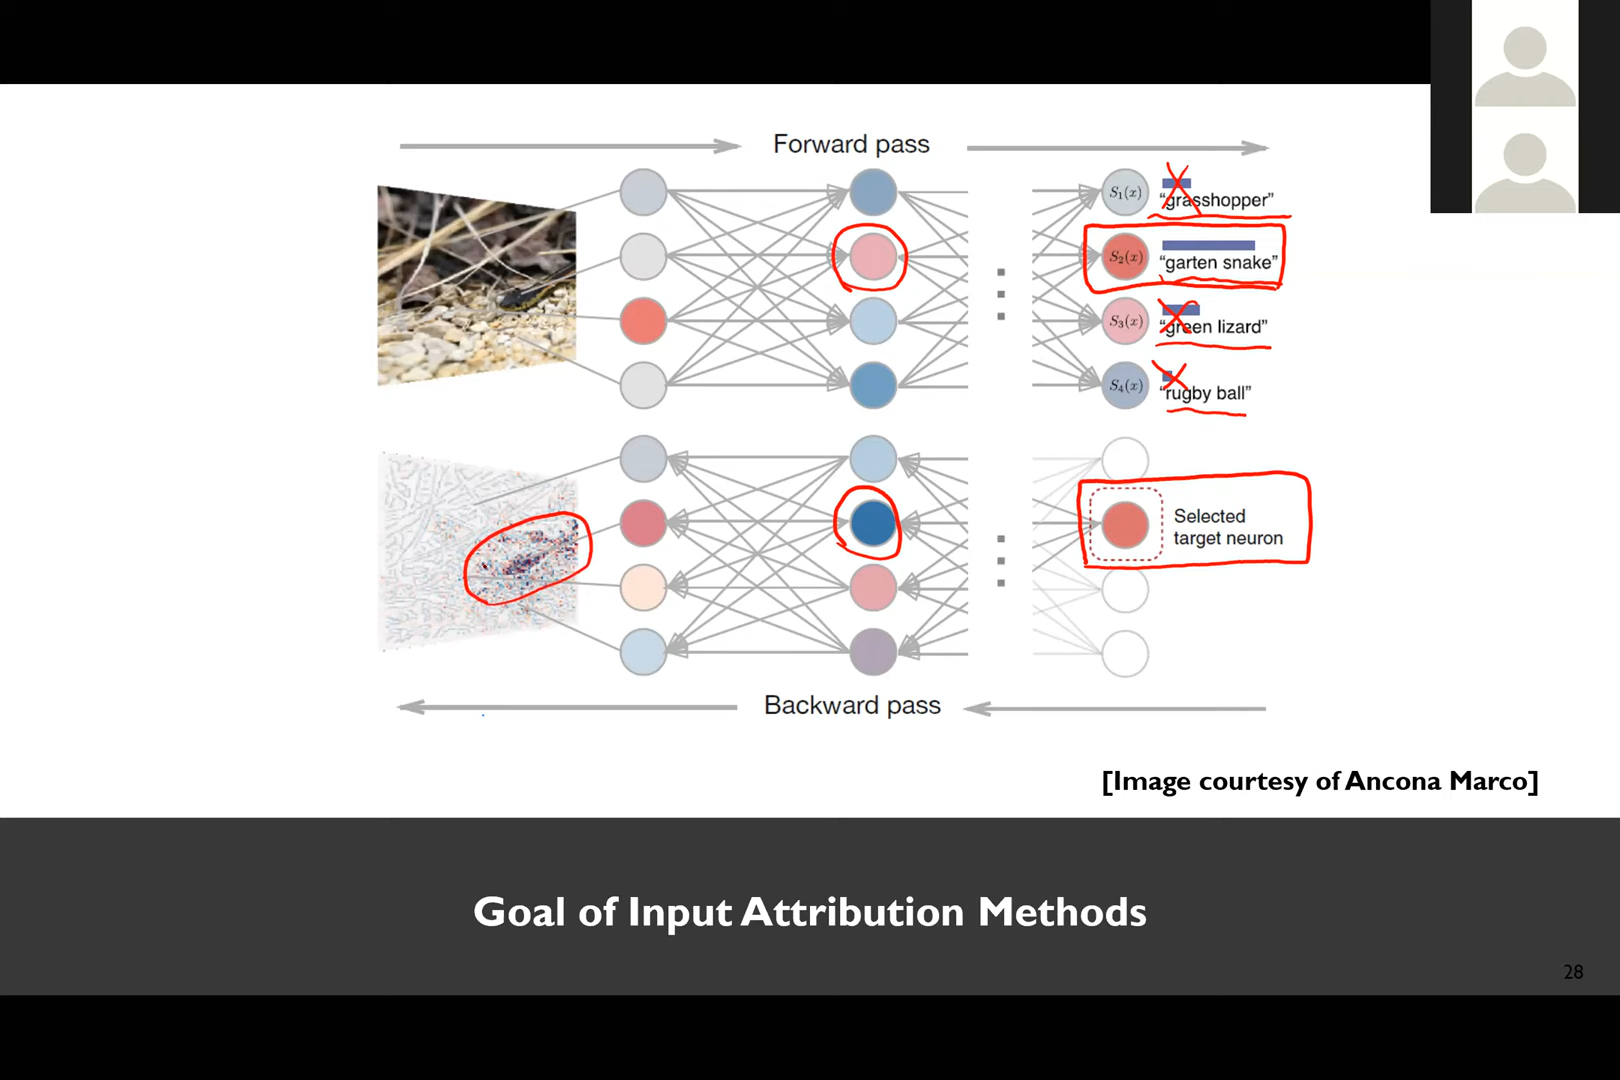 Forward pass
S₁(x)
"grasshopper"
S₂(x)
"garten snake"
S₃(x)
"green lizard"
S₄(x)
"rugby ball"
Selected
target neuron
Backward pass
[Image courtesy of Ancona Marco]
Goal of Input Attribution Methods
28